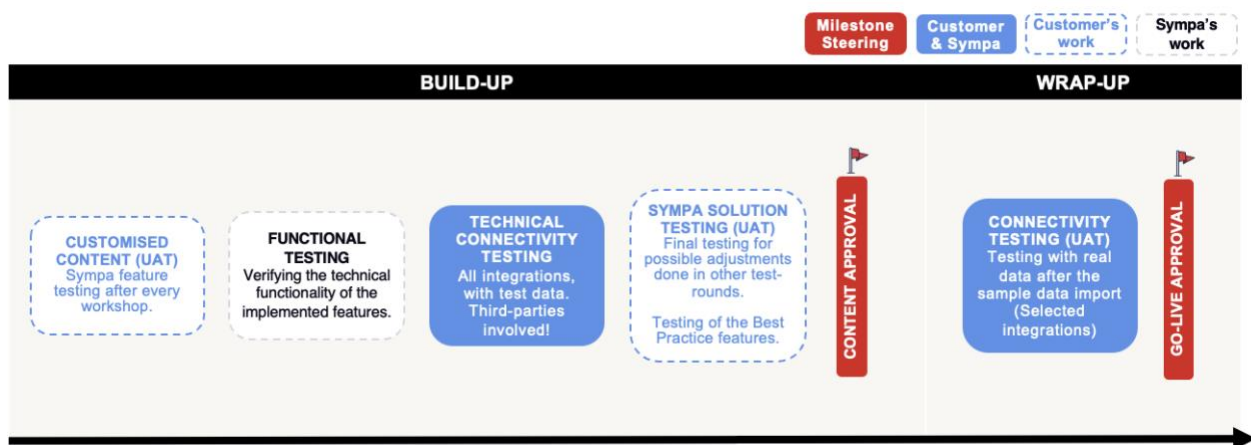 Milestone
Steering
Customer
& Sympa
Customer's
work
Sympa's
work
BUILD-UP
WRAP-UP
CUSTOMISED
CONTENT (UAT)
Sympa feature
testing after every
workshop.
FUNCTIONAL
TESTING
Verifying the technical
functionality of the
implemented features.
TECHNICAL
CONNECTIVITY
TESTING
All integrations,
with test data.
Third-parties
involved!
SYMPA SOLUTION
TESTING (UAT)
Final testing for
possible adjustments
done in other test-
rounds.
Testing of the Best
Practice features.
CONTENT APPROVAL
CONNECTIVITY
TESTING (UAT)
Testing with real
data after the
sample data import
(Selected
integrations)
GO-LIVE APPROVAL